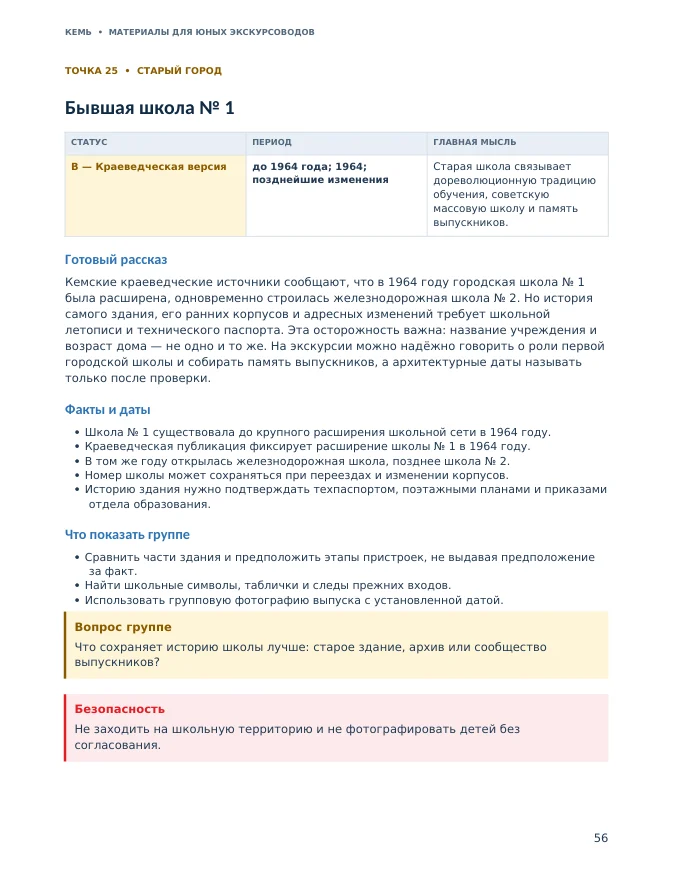 КЕМЬ • МАТЕРИАЛЫ ДЛЯ ЮНЫХ ЭКСКУРСОВОДОВ
ТОЧКА 25 • СТАРЫЙ ГОРОД
Бывшая школа № 1
СТАТУС
ПЕРИОД
ГЛАВНАЯ МЫСЛЬ
В — Краеведческая версия
до 1964 года; 1964;
позднейшие изменения
Старая школа связывает
дореволюционную традицию
обучения, советскую
массовую школу и память
выпускников.
Готовый рассказ
Кемские краеведческие источники сообщают, что в 1964 году городская школа № 1
была расширена, одновременно строилась железнодорожная школа № 2. Но история
самого здания, его ранних корпусов и адресных изменений требует школьной
летописи и технического паспорта. Эта осторожность важна: название учреждения и
возраст дома — не одно и то же. На экскурсии можно надёжно говорить о роли первой
городской школы и собирать память выпускников, а архитектурные даты называть
только после проверки.
Факты и даты
• Школа № 1 существовала до крупного расширения школьной сети в 1964 году.
• Краеведческая публикация фиксирует расширение школы № 1 в 1964 году.
• В том же году открылась железнодорожная школа, позднее школа № 2.
• Номер школы может сохраняться при переездах и изменении корпусов.
• Историю здания нужно подтверждать техпаспортом, поэтажными планами и приказами
отдела образования.
Что показать группе
• Сравнить части здания и предположить этапы пристроек, не выдавая предположение
за факт.
• Найти школьные символы, таблички и следы прежних входов.
• Использовать групповую фотографию выпуска с установленной датой.
Вопрос группе
Что сохраняет историю школы лучше: старое здание, архив или сообщество
выпускников?
Безопасность
Не заходить на школьную территорию и не фотографировать детей без
согласования.
56